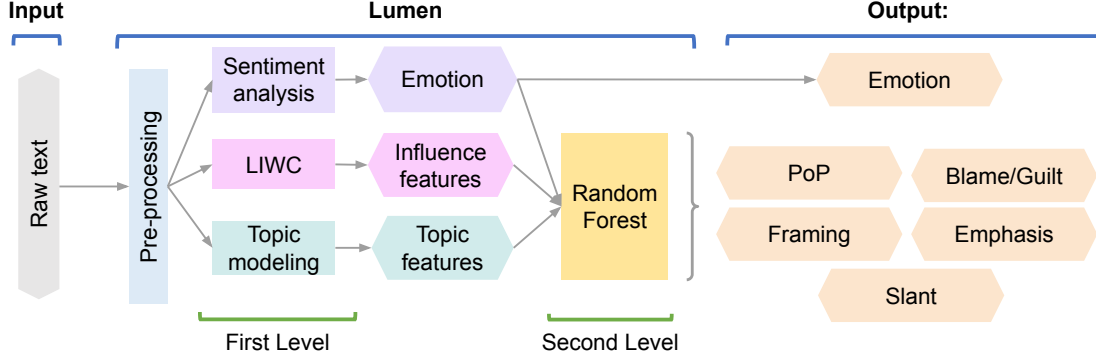 Input
Lumen
Output:
Raw text
Pre-processing
Sentiment
analysis
Emotion
Emotion
LIWC
Influence
features
Topic
modeling
Topic
features
Random
Forest
PoP
Blame/Guilt
Framing
Emphasis
Slant
First Level
Second Level